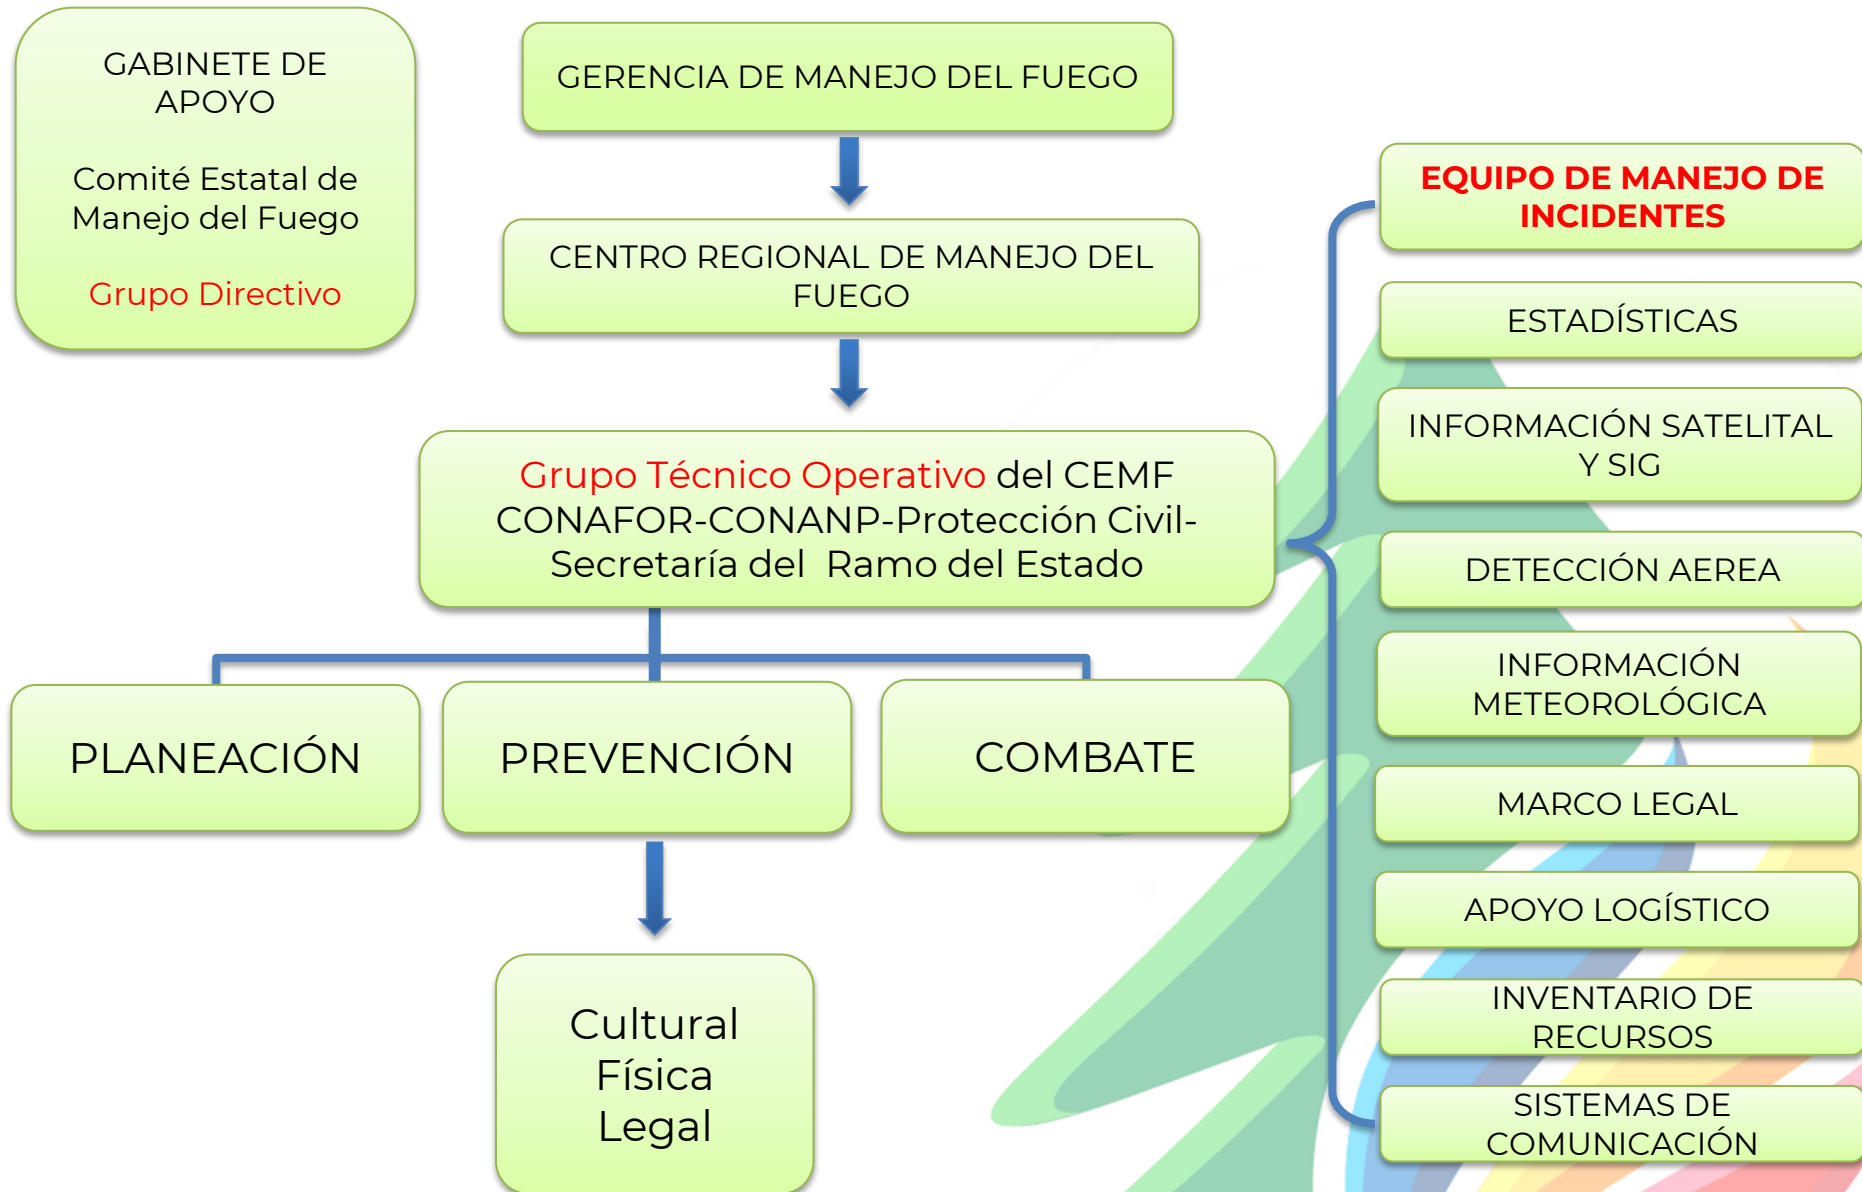 GABINETE DE
APOYO
Comité Estatal de
Manejo del Fuego
Grupo Directivo
GERENCIA DE MANEJO DEL FUEGO
CENTRO REGIONAL DE MANEJO DEL
FUEGO
Grupo Técnico Operativo del CEMF
CONAFOR-CONANP-Protección Civil-
Secretaría del Ramo del Estado
PLANEACIÓN
PREVENCIÓN
COMBATE
Cultural
Física
Legal
EQUIPO DE MANEJO DE
INCIDENTES
ESTADÍSTICAS
INFORMACIÓN SATELITAL
Y SIG
DETECCIÓN AEREA
INFORMACIÓN
METEOROLÓGICA
MARCO LEGAL
APOYO LOGÍSTICO
INVENTARIO DE
RECURSOS
SISTEMAS DE
COMUNICACIÓN